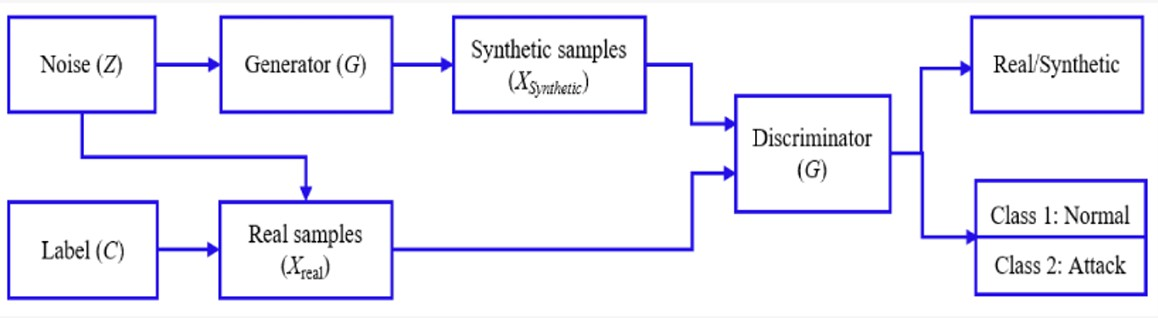 Noise (Z)
Generator (G)
Synthetic samples
(XSynthetic)
Real/Synthetic
Discriminator
(G)
Label (C)
Real samples
(Xreal)
Class 1: Normal
Class 2: Attack